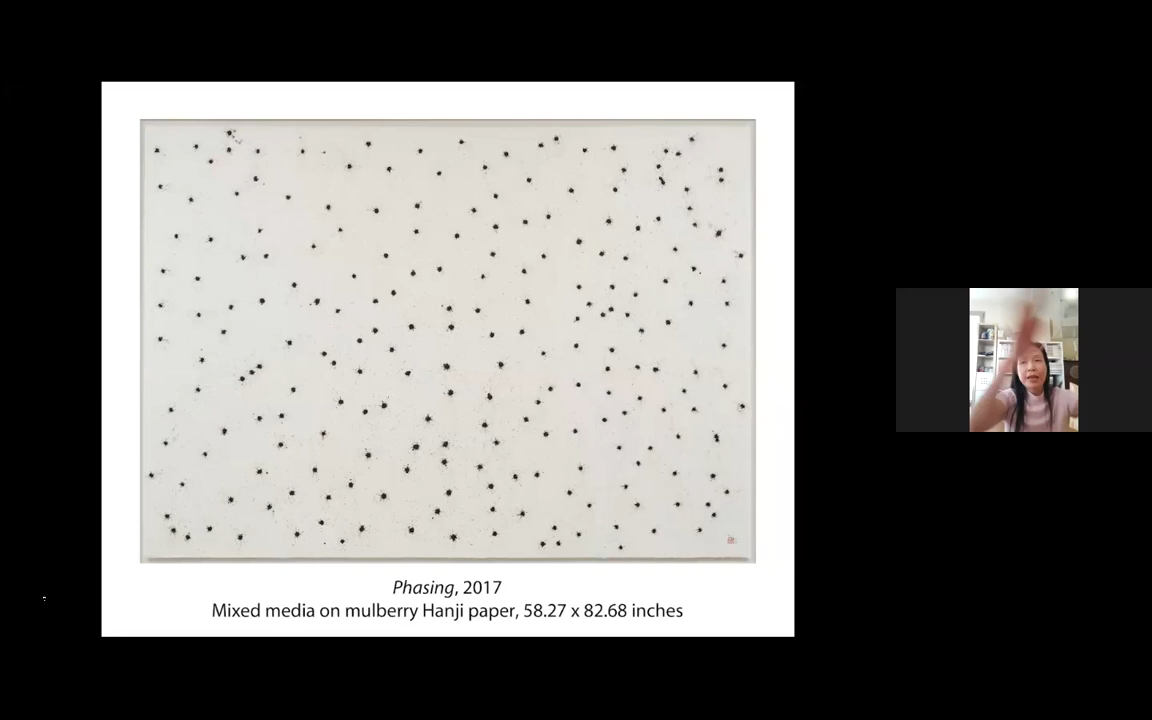 Phasing, 2017
Mixed media on mulberry Hanji paper, 58.27 x 82.68 inches